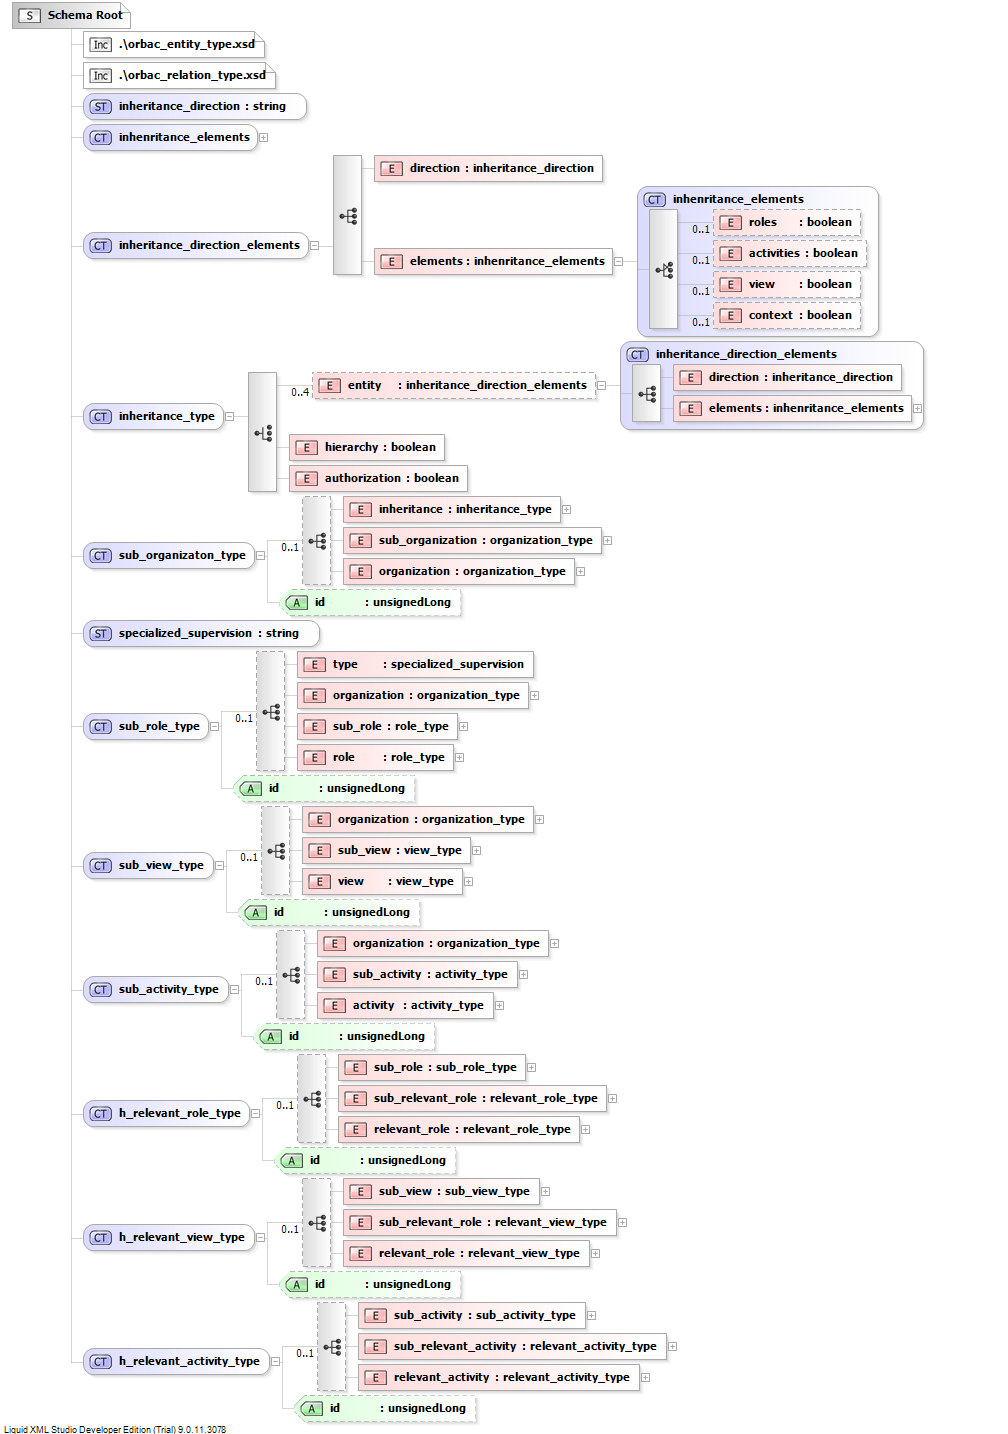 S Schema Root
Inc .\orbac_entity_type.xsd
Inc .\orbac_relation_type.xsd
ST inheritance_direction : string
CT inhenritance_elements
CT inheritance_direction_elements
E direction : inheritance_direction
E elements : inhenritance_elements
CT inhenritance_elements
0..1 E roles : boolean
0..1 E activities : boolean
0..1 E view : boolean
0..1 E context : boolean
CT inheritance_type
0..4 E entity : inheritance_direction_elements
CT inheritance_direction_elements
E direction : inheritance_direction
E elements : inhenritance_elements
E hierarchy : boolean
E authorization : boolean
CT sub_organizaton_type
0..1
E inheritance : inheritance_type
E sub_organization : organization_type
E organization : organization_type
A id : unsignedLong
ST specialized_supervision : string
CT sub_role_type
0..1
E type : specialized_supervision
E organization : organization_type
E sub_role : role_type
E role : role_type
A id : unsignedLong
CT sub_view_type
0..1
E organization : organization_type
E sub_view : view_type
E view : view_type
A id : unsignedLong
CT sub_activity_type
0..1
E organization : organization_type
E sub_activity : activity_type
E activity : activity_type
A id : unsignedLong
CT h_relevant_role_type
0..1
E sub_role : sub_role_type
E sub_relevant_role : relevant_role_type
E relevant_role : relevant_role_type
A id : unsignedLong
CT h_relevant_view_type
0..1
E sub_view : sub_view_type
E sub_relevant_role : relevant_view_type
E relevant_role : relevant_view_type
A id : unsignedLong
CT h_relevant_activity_type
0..1
E sub_activity : sub_activity_type
E sub_relevant_activity : relevant_activity_type
E relevant_activity : relevant_activity_type
A id : unsignedLong
Liquid XML Studio Developer Edition (Trial) 9.0.11.3078